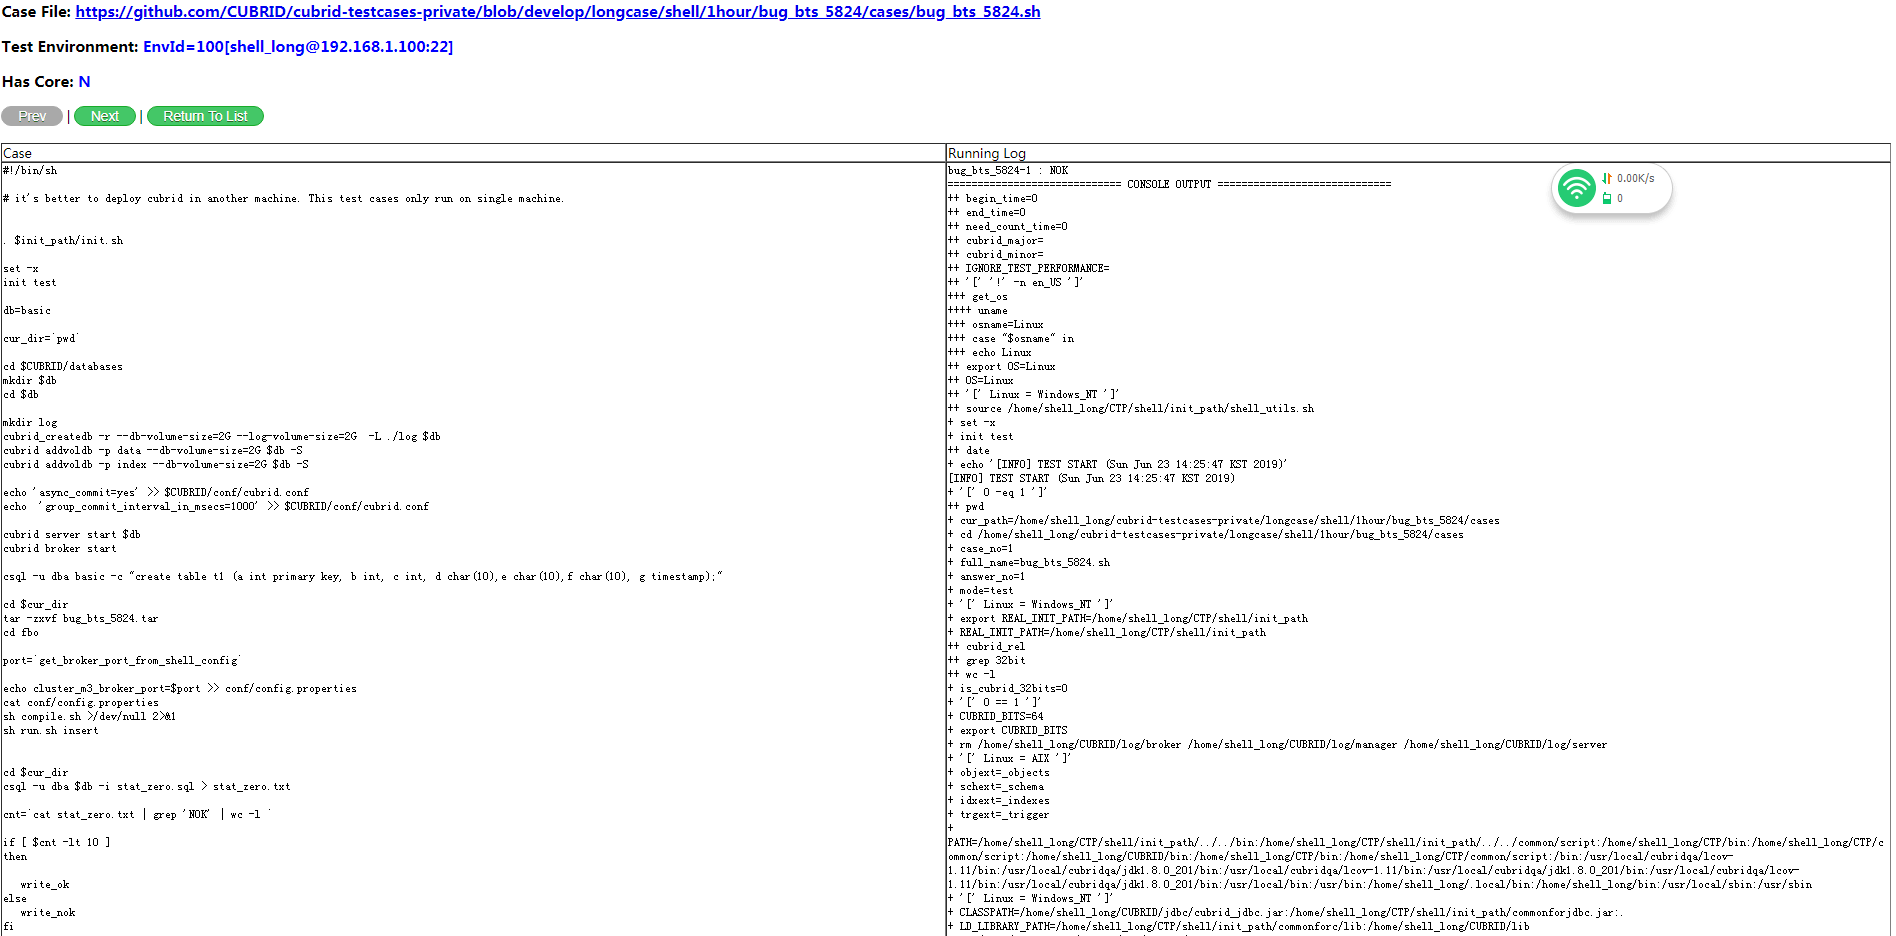 Case File: https://github.com/CUBRID/cubrid-testcases-private/blob/develop/longcase/shell/1hour/bug_bts_5824/cases/bug_bts_5824.sh
Test Environment: EnvId=100[shell_long@192.168.1.100:22]
Has Core: N
Prev | Next | Return To List
Case
#!/bin/sh
# it's better to deploy cubrid in another machine. This test cases only run on single machine.
. $init_path/init.sh
set -x
init test
db=basic
cur_dir=`pwd`
cd $CUBRID/databases
mkdir $db
cd $db
mkdir log
cubrid_createdb -r --db-volume-size=2G --log-volume-size=2G  -L ./log $db
cubrid addvoldb -p data --db-volume-size=2G $db -S
cubrid addvoldb -p index --db-volume-size=2G $db -S
echo 'async_commit=yes' >> $CUBRID/conf/cubrid.conf
echo  'group_commit_interval_in_msecs=1000' >> $CUBRID/conf/cubrid.conf
cubrid server start $db
cubrid broker start
csql -u dba basic -c "create table t1 (a int primary key, b int, c int, d char(10),e char(10),f char(10), g timestamp);"
cd $cur_dir
tar -zxvf bug_bts_5824.tar
cd fbo
port=`get_broker_port_from_shell_config`
echo cluster_m3_broker_port=$port >> conf/config.properties
cat conf/config.properties
sh compile.sh >/dev/null 2>&1
sh run.sh insert
cd $cur_dir
csql -u dba $db -i stat_zero.sql > stat_zero.txt
cnt=`cat stat_zero.txt | grep 'NOK' | wc -l `
if [ $cnt -lt 10 ]
then
write_ok
else
write_nok
fi
Running Log
bug_bts_5824-1 : NOK
============================= CONSOLE OUTPUT =============================
++ begin_time=0
++ end_time=0
++ need_count_time=0
++ cubrid_major=
++ cubrid_minor=
++ IGNORE_TEST_PERFORMANCE=
++ '[' '!' -n en_US ']'
+++ get_os
++++ uname
+++ osname=Linux
+++ case "$osname" in
+++ echo Linux
++ export OS=Linux
++ OS=Linux
++ '[' Linux = Windows_NT ']'
++ source /home/shell_long/CTP/shell/init_path/shell_utils.sh
+ set -x
+ init test
++ date
+ echo '[INFO] TEST START (Sun Jun 23 14:25:47 KST 2019)'
[INFO] TEST START (Sun Jun 23 14:25:47 KST 2019)
+ '[' 0 -eq 1 ']'
++ pwd
+ cur_path=/home/shell_long/cubrid-testcases-private/longcase/shell/1hour/bug_bts_5824/cases
+ cd /home/shell_long/cubrid-testcases-private/longcase/shell/1hour/bug_bts_5824/cases
+ case_no=1
+ full_name=bug_bts_5824.sh
+ answer_no=1
+ mode=test
+ '[' Linux = Windows_NT ']'
+ export REAL_INIT_PATH=/home/shell_long/CTP/shell/init_path
+ REAL_INIT_PATH=/home/shell_long/CTP/shell/init_path
++ cubrid_rel
++ grep 32bit
++ wc -l
+ is_cubrid_32bits=0
+ '[' 0 == 1 ']'
+ CUBRID_BITS=64
+ export CUBRID_BITS
+ rm /home/shell_long/CUBRID/log/broker /home/shell_long/CUBRID/log/manager /home/shell_long/CUBRID/log/server
+ '[' Linux = AIX ']'
+ objext=_objects
+ schext=_schema
+ idxext=_indexes
+ trgext=_trigger
+
PATH=/home/shell_long/CTP/shell/init_path/../../bin:/home/shell_long/CTP/shell/init_path/../../common/script:/home/shell_long/CTP/bin:/home/shell_long/CTP/c
ommon/script:/home/shell_long/CUBRID/bin:/home/shell_long/CTP/bin:/home/shell_long/CTP/common/script:/bin:/usr/local/cubridqa/lcov-
1.11/bin:/usr/local/cubridqa/jdk1.8.0_201/bin:/usr/local/cubridqa/lcov-1.11/bin:/usr/local/cubridqa/jdk1.8.0_201/bin:/usr/local/cubridqa/lcov-
1.11/bin:/usr/local/cubridqa/jdk1.8.0_201/bin:/usr/local/bin:/usr/bin:/home/shell_long/.local/bin:/home/shell_long/bin:/usr/local/sbin:/usr/sbin
+ '[' Linux = Windows_NT ']'
+ CLASSPATH=/home/shell_long/CUBRID/jdbc/cubrid_jdbc.jar:/home/shell_long/CTP/shell/init_path/commonforjdbc.jar:.
+ LD_LIBRARY_PATH=/home/shell_long/CTP/shell/init_path/commonforc/lib:/home/shell_long/CUBRID/lib
0.00K/s
0